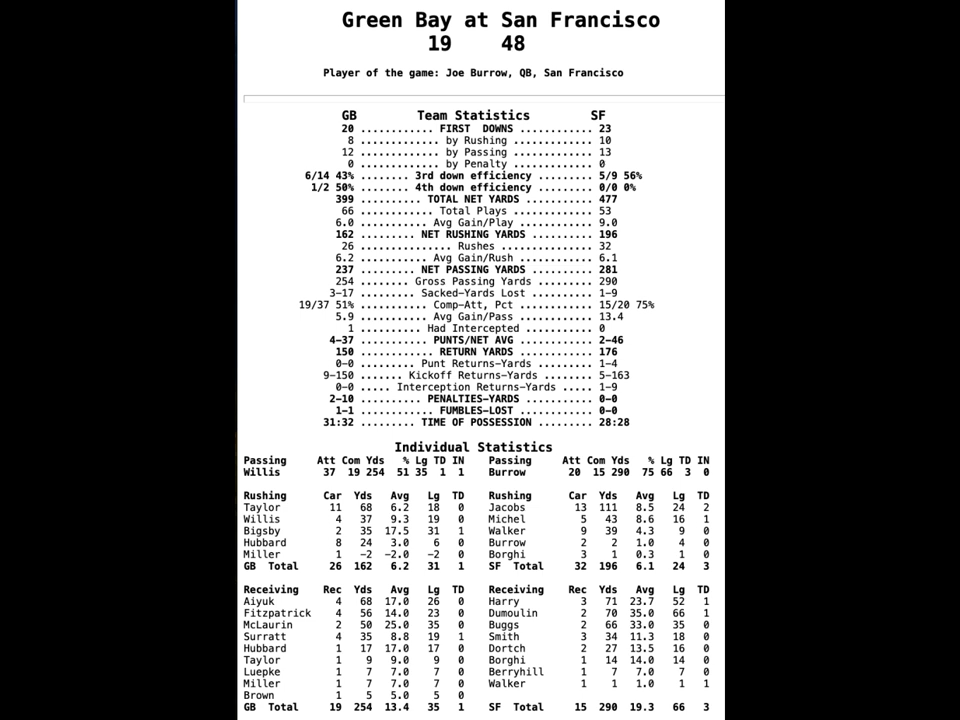 Green Bay at San Francisco
19 48
Player of the game: Joe Burrow, QB, San Francisco
GB Team Statistics SF
20 ............ FIRST DOWNS ............ 23
8 ............. by Rushing ............ 10
12 ............. by Passing ............ 13
0 ............. by Penalty ............ 0
6/14 43% ........ 3rd down efficiency ......... 5/9 56%
1/2 50% ........ 4th down efficiency ......... 0/0 0%
399 .......... TOTAL NET YARDS ........... 477
66 ............ Total Plays ............ 53
6.0 ........... Avg Gain/Play ........... 9.0
162 ......... NET RUSHING YARDS .......... 196
26 ............... Rushes .............. 32
6.2 ........... Avg Gain/Rush ........... 6.1
237 ......... NET PASSING YARDS .......... 281
254 ........ Gross Passing Yards ........ 290
3-17 ......... Sacked-Yards Lost ......... 1-9
19/37 51% ........... Comp-Att, Pct ........... 15/20 75%
5.9 ........... Avg Gain/Pass ........... 13.4
1 .......... Had Intercepted .......... 0
4-37 ........... PUNTS/NET AVG ........... 2-46
150 ............ RETURN YARDS ........... 176
0-0 ......... Punt Returns-Yards ........ 1-4
9-150 ....... Kickoff Returns-Yards ........ 5-163
0-0 ..... Interception Returns-Yards ..... 1-9
2-10 .......... PENALTIES-YARDS .......... 0-0
1-1 ............ FUMBLES-LOST ............ 0-0
31:32 ......... TIME OF POSSESSION ......... 28:28
Individual Statistics
Passing Att Com Yds % Lg TD IN Passing Att Com Yds % Lg TD IN
Willis 37 19 254 51 35 1 1 Burrow 20 15 290 75 66 3 0
Rushing Car Yds Avg Lg TD Rushing Car Yds Avg Lg TD
Taylor 11 68 6.2 18 0 Jacobs 13 111 8.5 24 2
Willis 4 37 9.3 19 0 Michel 5 43 8.6 16 1
Bigsby 2 35 17.5 31 1 Walker 9 39 4.3 9 0
Hubbard 8 24 3.0 6 0 Burrow 2 2 1.0 4 0
Miller 1 -2 -2.0 -2 0 Borghi 3 1 0.3 1 0
GB Total 26 162 6.2 31 1 SF Total 32 196 6.1 24 3
Receiving Rec Yds Avg Lg TD Receiving Rec Yds Avg Lg TD
Aiyuk 4 68 17.0 26 0 Harry 3 71 23.7 52 1
Fitzpatrick 4 56 14.0 23 0 Dumoulin 2 70 35.0 66 1
McLaurin 2 50 25.0 35 0 Buggs 2 66 33.0 35 0
Surratt 4 35 8.8 19 1 Smith 3 34 11.3 18 0
Hubbard 1 17 17.0 17 0 Dortch 2 27 13.5 16 0
Taylor 1 9 9.0 9 0 Borghi 1 14 14.0 14 0
Luepke 1 7 7.0 7 0 Berryhill 1 7 7.0 7 0
Miller 1 7 7.0 7 0 Walker 1 1 1.0 1 1
Brown 1 5 5.0 5 0
GB Total 19 254 13.4 35 1 SF Total 15 290 19.3 66 3